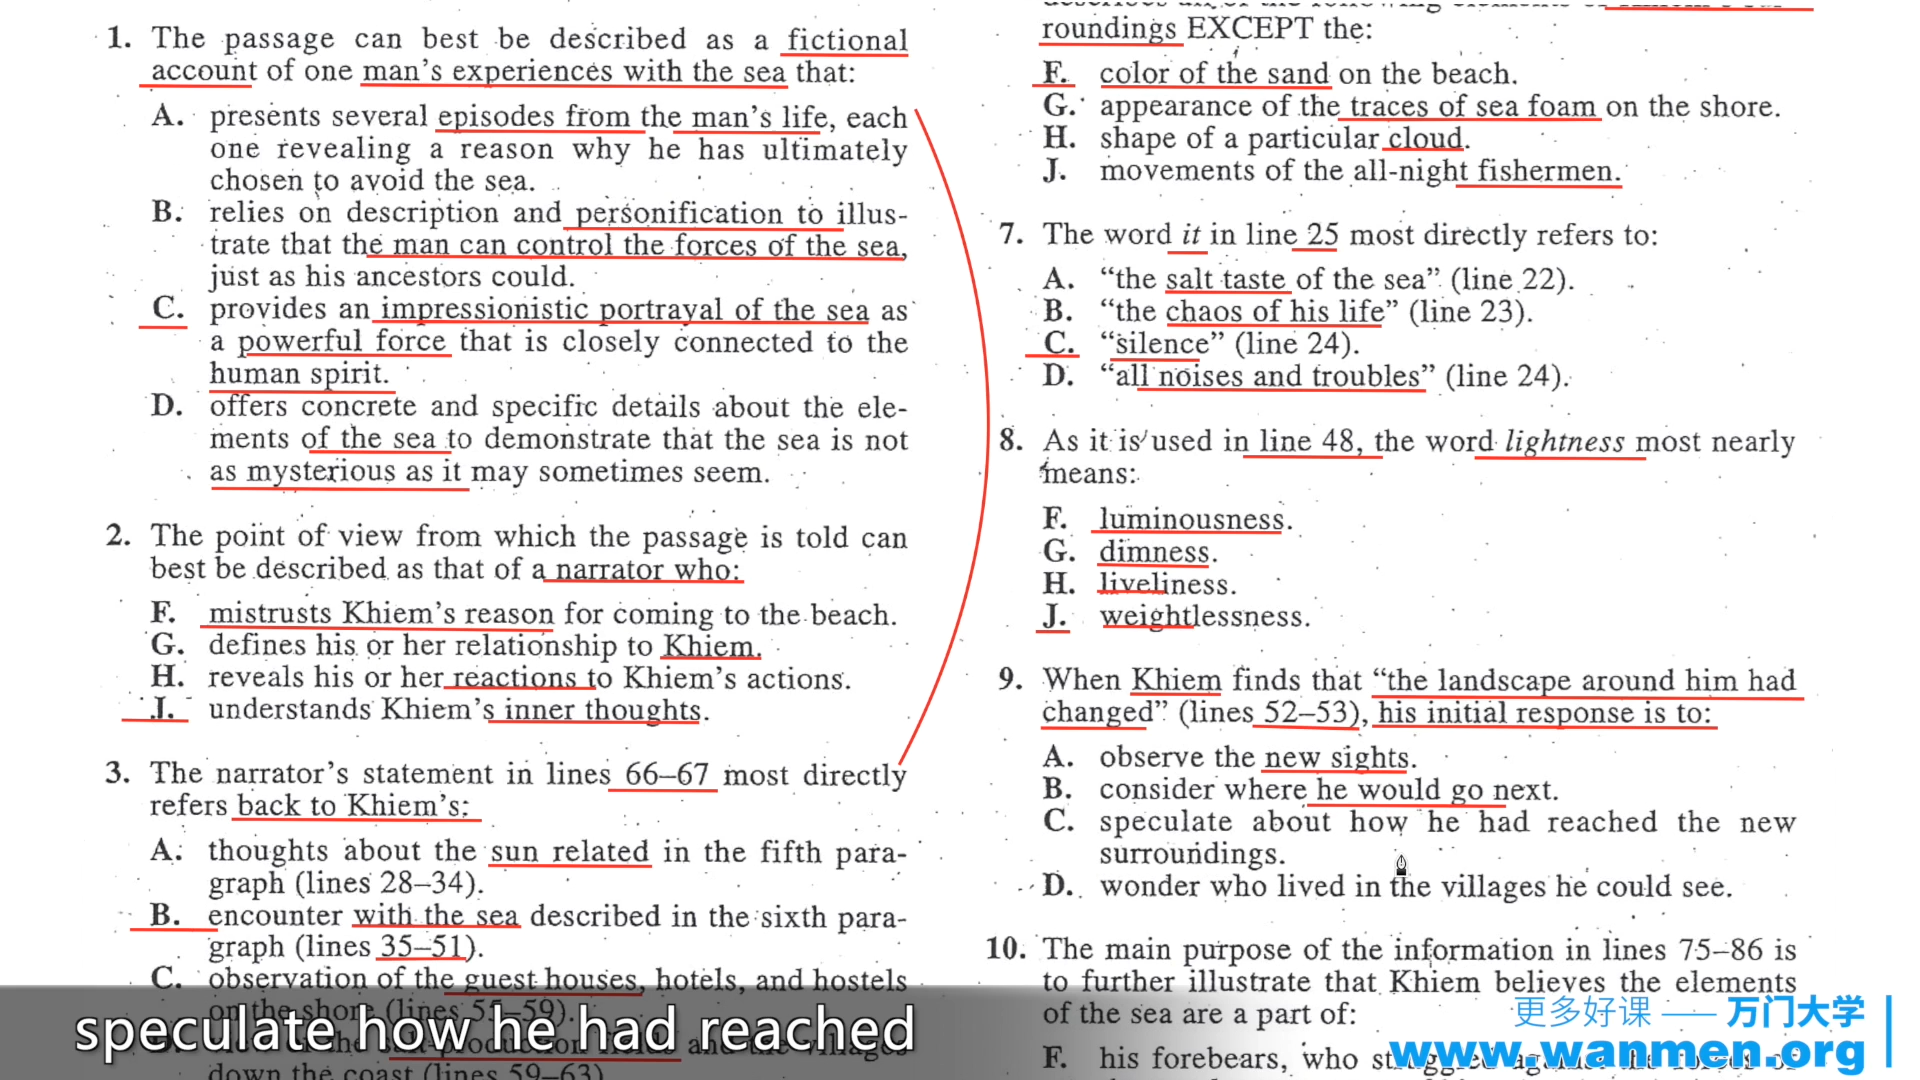 1. The passage can best be described as a fictional
account of one man's experiences with the sea that:
A. presents several episodes from the man's life, each
one revealing a reason why he has ultimately
chosen to avoid the sea.
B. relies on description and personification to illus-
trate that the man can control the forces of the sea,
just as his ancestors could.
C. provides an impressionistic portrayal of the sea as
a powerful force that is closely connected to the
human spirit.
D. offers concrete and specific details about the ele-
ments of the sea to demonstrate that the sea is not
as mysterious as it may sometimes seem.
2. The point of view from which the passage is told can
best be described as that of a narrator who:
F. mistrusts Khiem's reason for coming to the beach.
G. defines his or her relationship to Khiem.
H. reveals his or her reactions to Khiem's actions.
J. understands Khiem's inner thoughts.
3. The narrator's statement in lines 66–67 most directly
refers back to Khiem's:
A. thoughts about the sun related in the fifth para-
graph (lines 28–34).
B. encounter with the sea described in the sixth para-
graph (lines 35–51).
C. observation of the guest houses, hotels, and hostels
on the shore (lines 55–59).
down the coast (lines 59–63)
roundings EXCEPT the:
F. color of the sand on the beach.
G. appearance of the traces of sea foam on the shore.
H. shape of a particular cloud.
J. movements of the all-night fishermen.
7. The word it in line 25 most directly refers to:
A. “the salt taste of the sea” (line 22).
B. “the chaos of his life” (line 23).
C. “silence” (line 24).
D. “all noises and troubles” (line 24).
8. As it is used in line 48, the word lightness most nearly
means:
F. luminousness.
G. dimness.
H. liveliness.
J. weightlessness.
9. When Khiem finds that “the landscape around him had
changed” (lines 52–53), his initial response is to:
A. observe the new sights.
B. consider where he would go next.
C. speculate about how he had reached the new
surroundings.
D. wonder who lived in the villages he could see.
10. The main purpose of the information in lines 75–86 is
to further illustrate that Khiem believes the elements
of the sea are a part of:
F. his forebears, who
speculate how he had reached
更多好课 —— 万门大学
www.wanmen.org